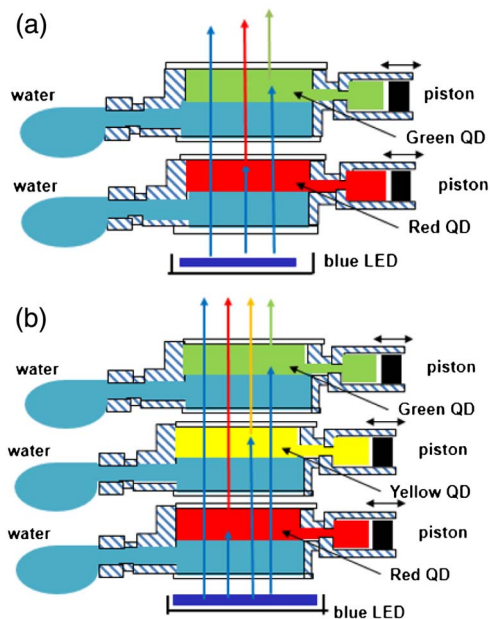 (a)
water
piston
Green QD
water
piston
Red QD
blue LED
(b)
water
piston
Green QD
water
piston
Yellow QD
water
piston
Red QD
blue LED